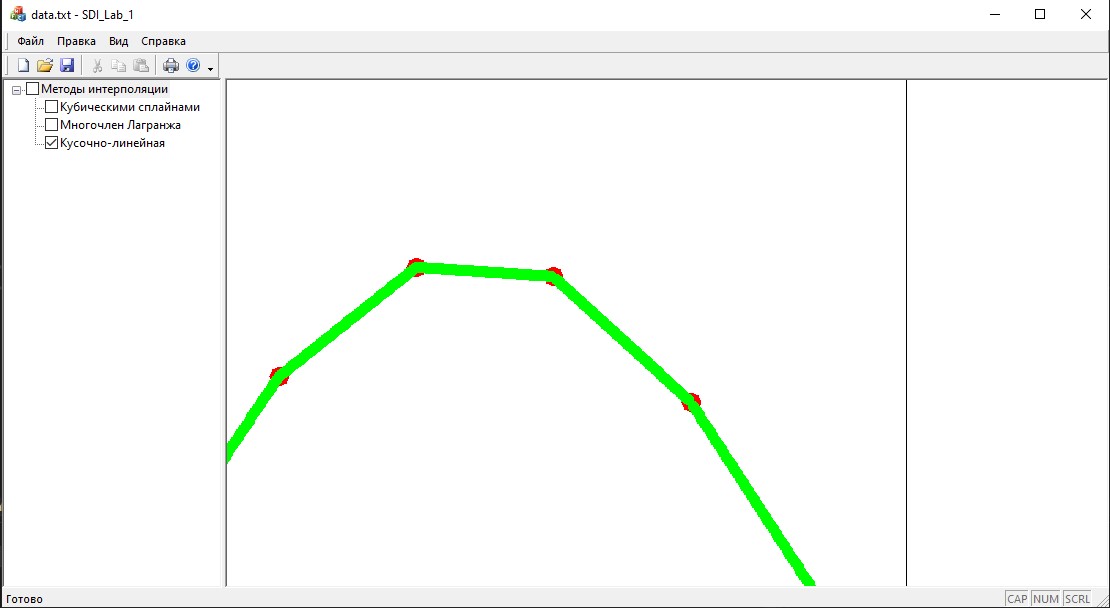 data.txt - SDI_Lab_1
Файл Правка Вид Справка
Методы интерполяции
Кубическими сплайнами
Многочлен Лагранжа
Кусочно-линейная
Готово
CAP NUM SCRL